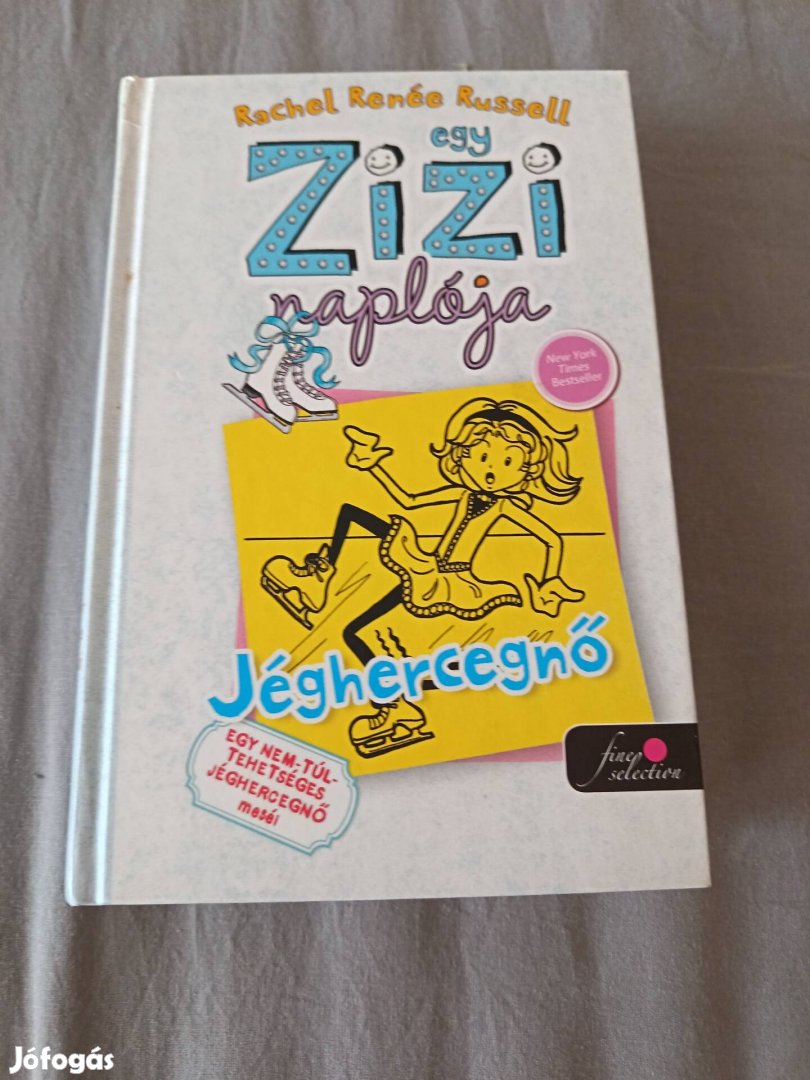 Rachel Renée Russell
egy
Zizi
naplója
New York
Times
Bestseller
Jéghercegnő
EGY NEM-TÚL-
TEHETSÉGES
JÉGHERCEGNŐ
meséi
fine
selection
Jófogás